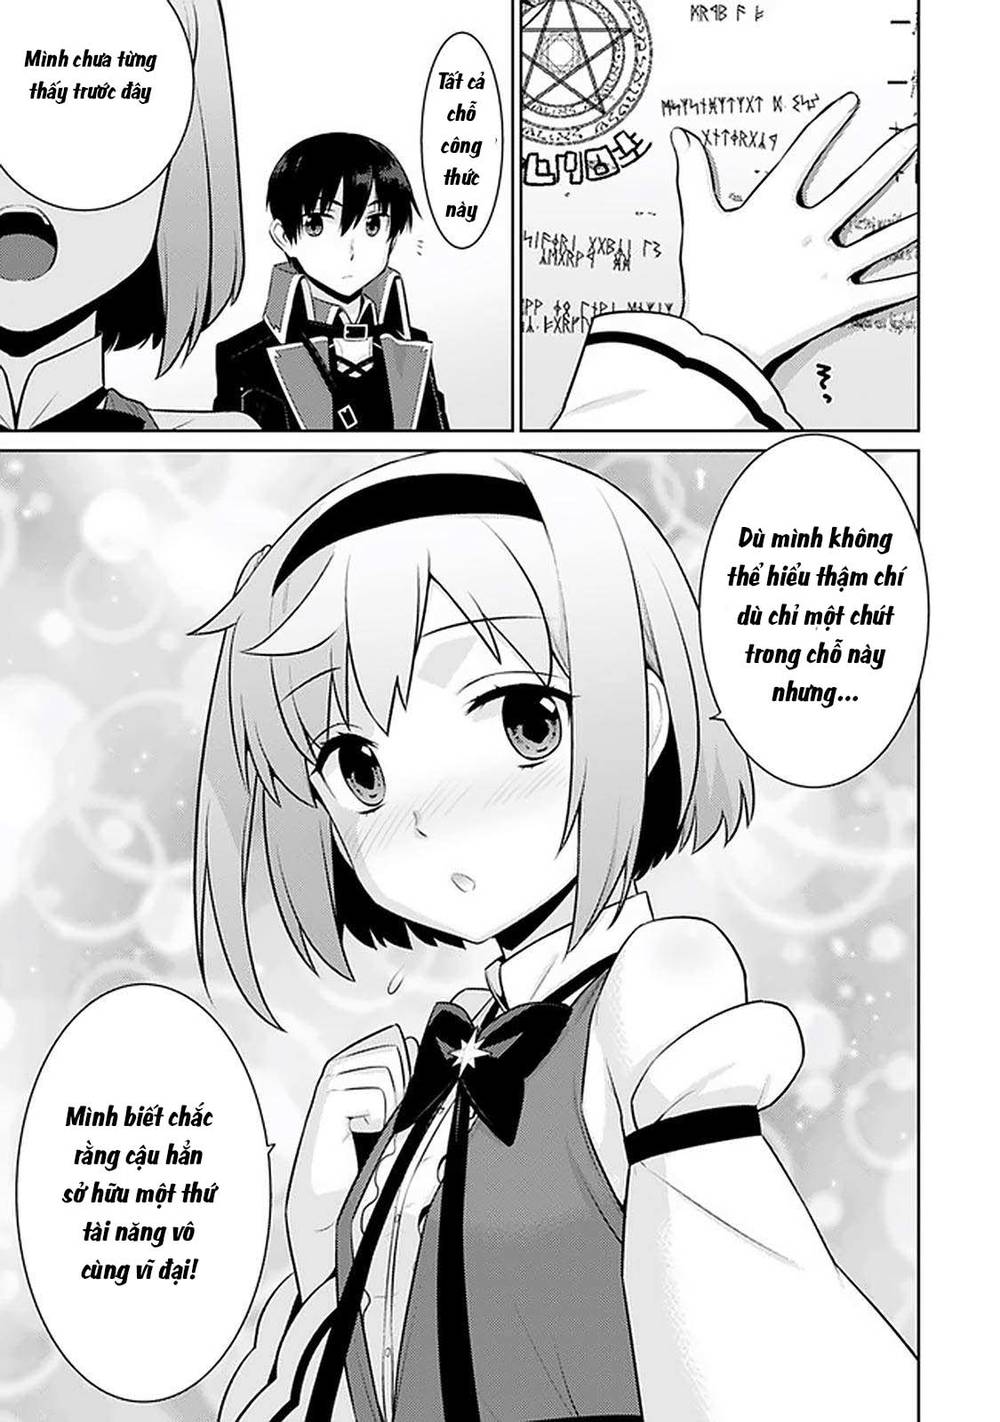 Tất cả
chỗ
công
thức
này
Mình chưa từng
thấy trước đây
Dù mình không
thể hiểu thậm chí
dù chỉ một chút
trong chỗ này
nhưng...
Mình biết chắc
rằng cậu hẳn
sở hữu một thứ
tài năng vô
cùng vĩ đại!